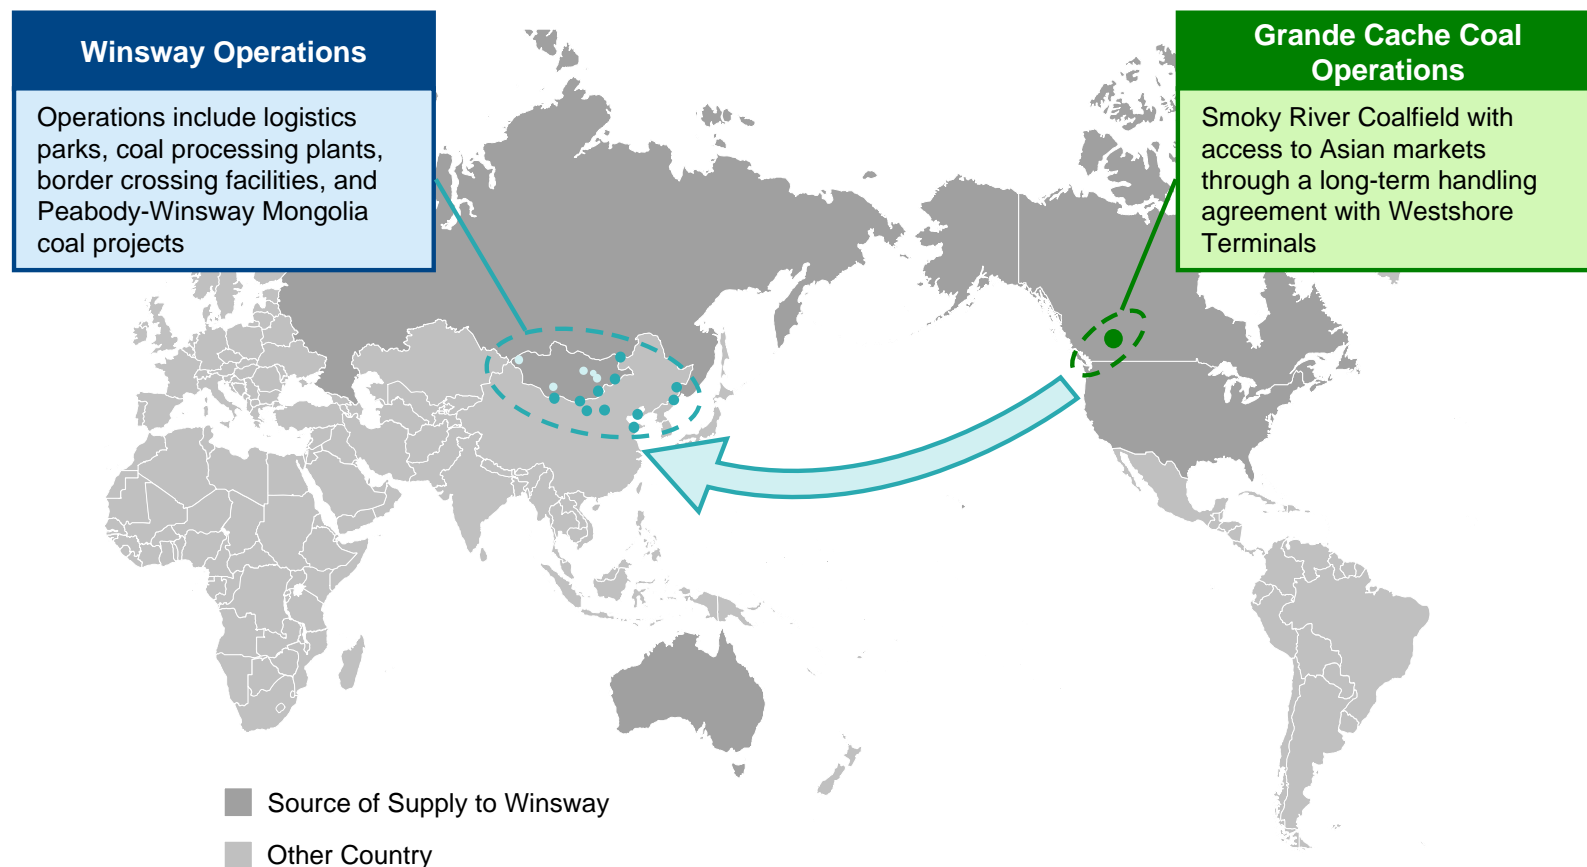 Winsway Operations
Operations include logistics
parks, coal processing plants,
border crossing facilities, and
Peabody-Winsway Mongolia
coal projects
Grande Cache Coal
Operations
Smoky River Coalfield with
access to Asian markets
through a long-term handling
agreement with Westshore
Terminals
Source of Supply to Winsway
Other Country